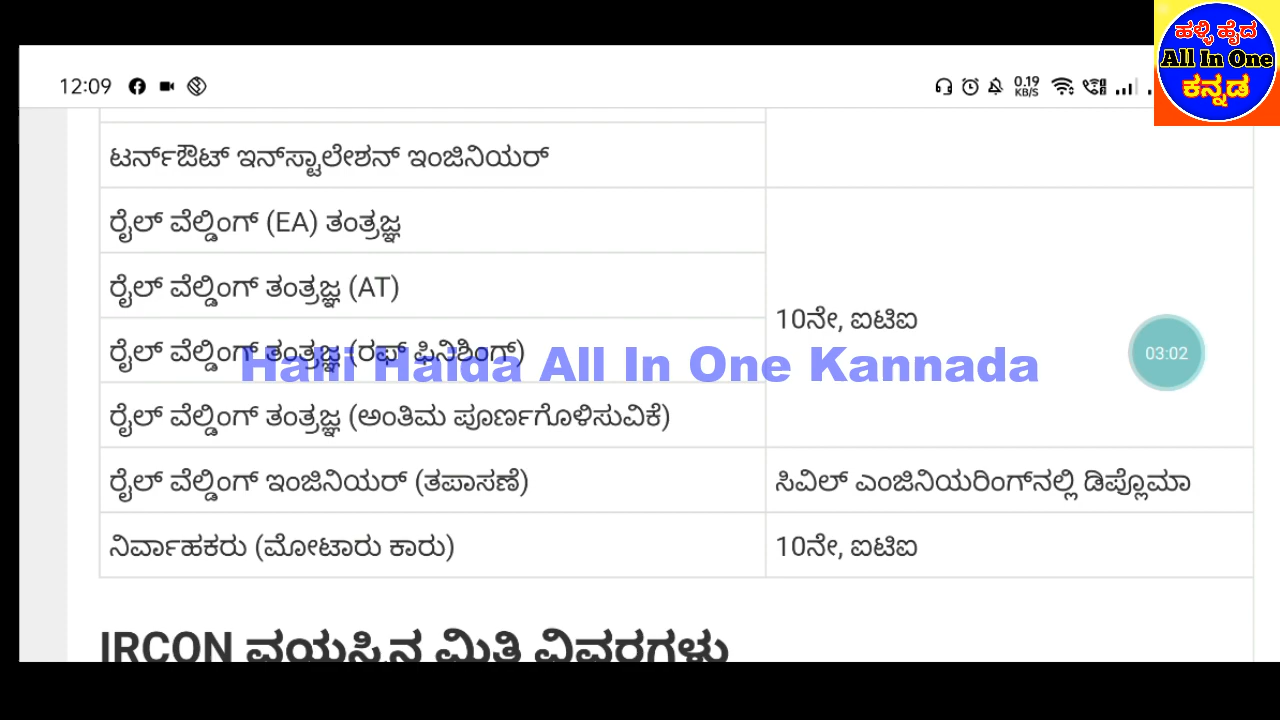 ಹಳ್ಳಿ ಹೈದ
All In One
ಕನ್ನಡ
12:09
0.19
KB/S
03:02
ಟರ್ನ್‌ಔಟ್ ಇನ್‌ಸ್ಟಾಲೇಶನ್ ಇಂಜಿನಿಯರ್
ರೈಲ್ ವೆಲ್ಡಿಂಗ್ (EA) ತಂತ್ರಜ್ಞ
ರೈಲ್ ವೆಲ್ಡಿಂಗ್ ತಂತ್ರಜ್ಞ (AT)
10ನೇ, ಐಟಿಐ
ರೈಲ್ ವೆಲ್ಡಿಂಗ್ ತಂತ್ರಜ್ಞ (ರಫ್ ಫಿನಿಶಿಂಗ್)
Halli Haida All In One Kannada
ರೈಲ್ ವೆಲ್ಡಿಂಗ್ ತಂತ್ರಜ್ಞ (ಅಂತಿಮ ಪೂರ್ಣಗೊಳಿಸುವಿಕೆ)
ರೈಲ್ ವೆಲ್ಡಿಂಗ್ ಇಂಜಿನಿಯರ್ (ತಪಾಸಣೆ) ಸಿವಿಲ್ ಎಂಜಿನಿಯರಿಂಗ್‌ನಲ್ಲಿ ಡಿಪ್ಲೊಮಾ
ನಿರ್ವಾಹಕರು (ಮೋಟಾರು ಕಾರು) 10ನೇ, ಐಟಿಐ
IRCON ವಯಸ್ಸಿನ ಮಿತಿ ವಿವರಗಳು